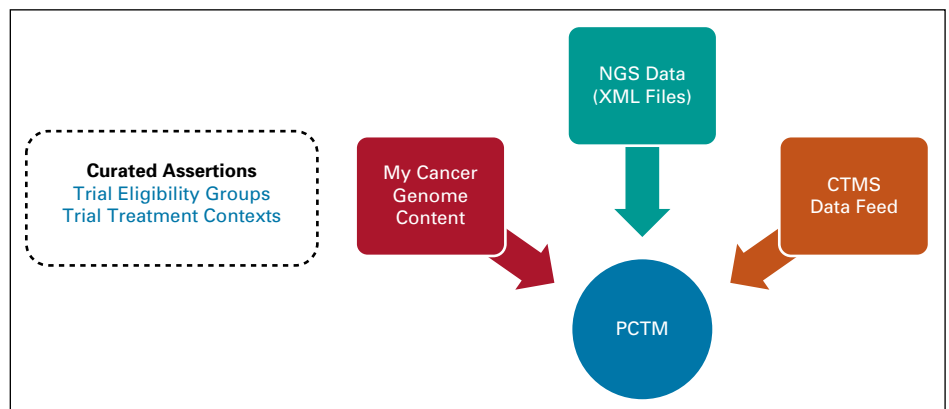 Curated Assertions
Trial Eligibility Groups
Trial Treatment Contexts
My Cancer
Genome
Content
NGS Data
(XML Files)
CTMS
Data Feed
PCTM